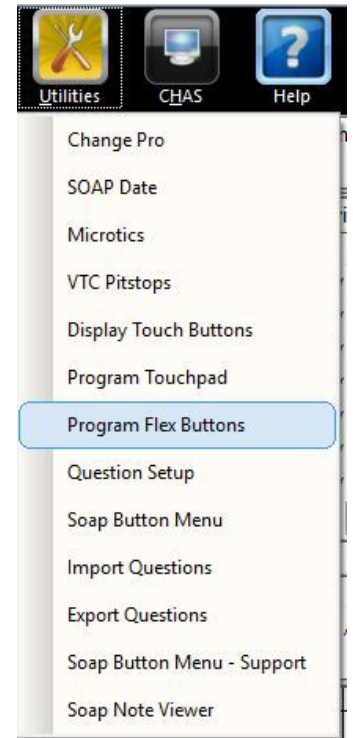 Utilities
CHAS
Help
Change Pro
SOAP Date
Microtics
VTC Pitstops
Display Touch Buttons
Program Touchpad
Program Flex Buttons
Question Setup
Soap Button Menu
Import Questions
Export Questions
Soap Button Menu - Support
Soap Note Viewer